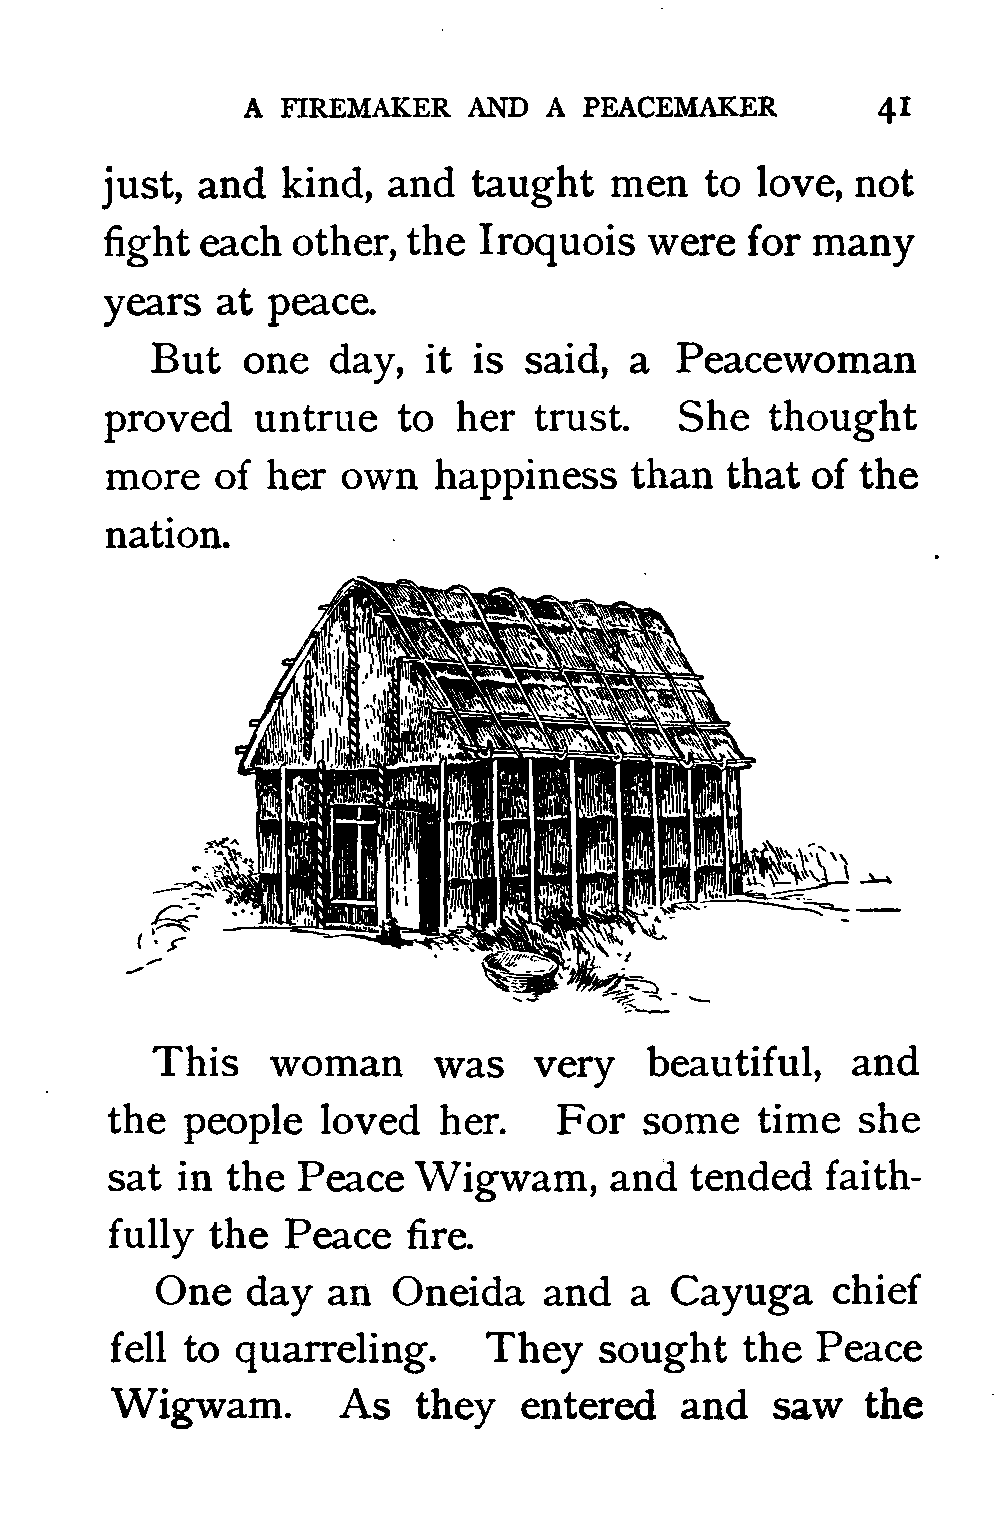 A FIREMAKER AND A PEACEMAKER 41
just, and kind, and taught men to love, not
fight each other, the Iroquois were for many
years at peace.
But one day, it is said, a Peacewoman
proved untrue to her trust. She thought
more of her own happiness than that of the
nation.
This woman was very beautiful, and
the people loved her. For some time she
sat in the Peace Wigwam, and tended faith-
fully the Peace fire.
One day an Oneida and a Cayuga chief
fell to quarreling. They sought the Peace
Wigwam. As they entered and saw the